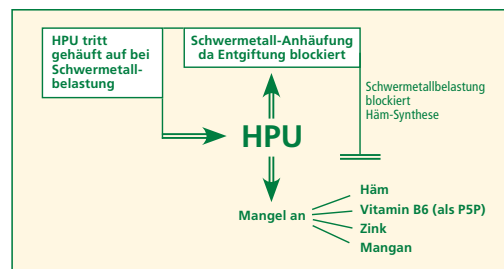 HPU tritt
gehäuft auf bei
Schwermetall-
belastung
Schwermetall-Anhäufung
da Entgiftung blockiert
Schwermetallbelastung
blockiert
Häm-Synthese
HPU
Mangel an
Häm
Vitamin B6 (als P5P)
Zink
Mangan